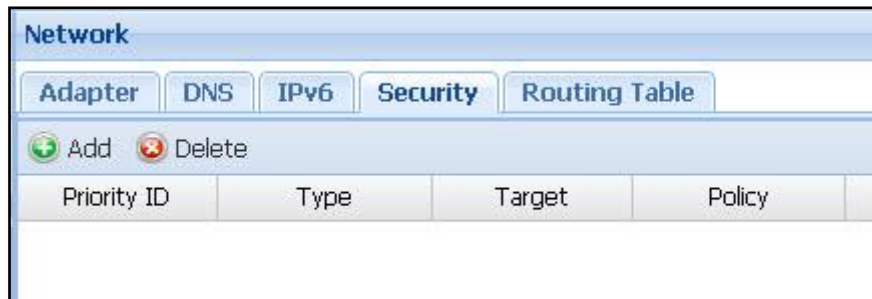 Network
Adapter DNS IPv6 Security Routing Table
Add Delete
Priority ID Type Target Policy